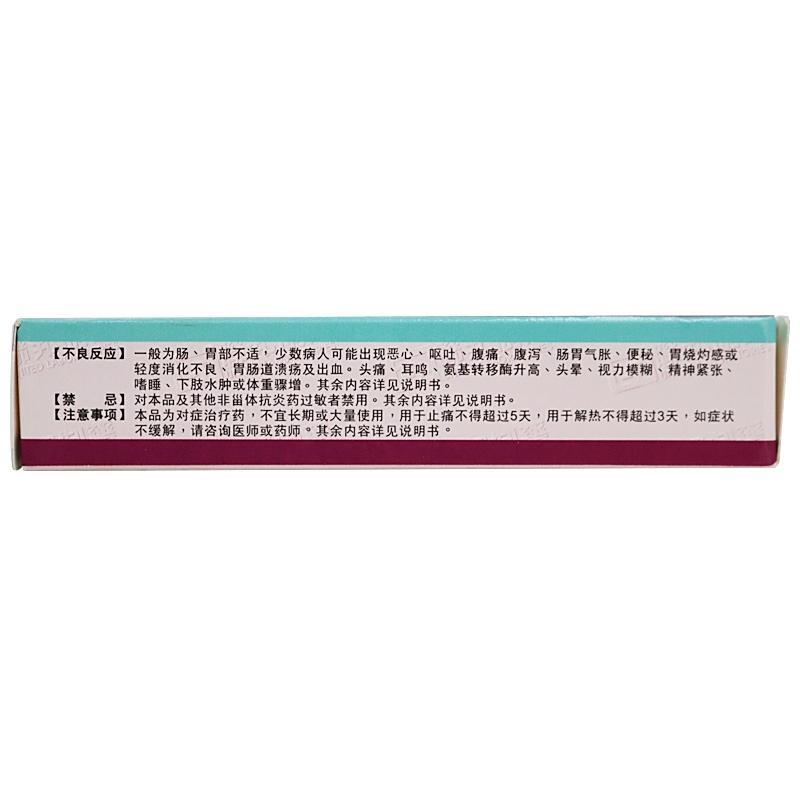 【不良反应】一般为肠、胃部不适，少数病人可能出现恶心、呕吐、腹痛、腹泻、肠胃气胀、便秘、胃烧灼感或
轻度消化不良、胃肠道溃疡及出血。头痛、耳鸣、氨基转移酶升高、头晕、视力模糊、精神紧张、
嗜睡、下肢水肿或体重骤增。其余内容详见说明书。
【禁 忌】对本品及其他非甾体抗炎药过敏者禁用。其余内容详见说明书。
【注意事项】本品为对症治疗药，不宜长期或大量使用，用于止痛不得超过5天，用于解热不得超过3天，如症状
不缓解，请咨询医师或药师。其余内容详见说明书。